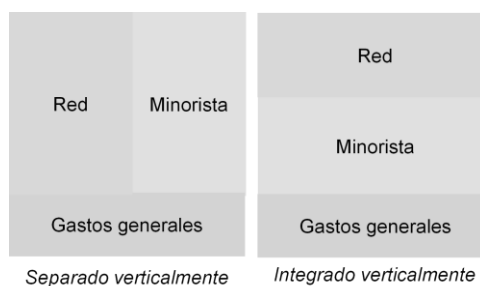 Red
Minorista
Gastos generales
Separado verticalmente
Red
Minorista
Gastos generales
Integrado verticalmente